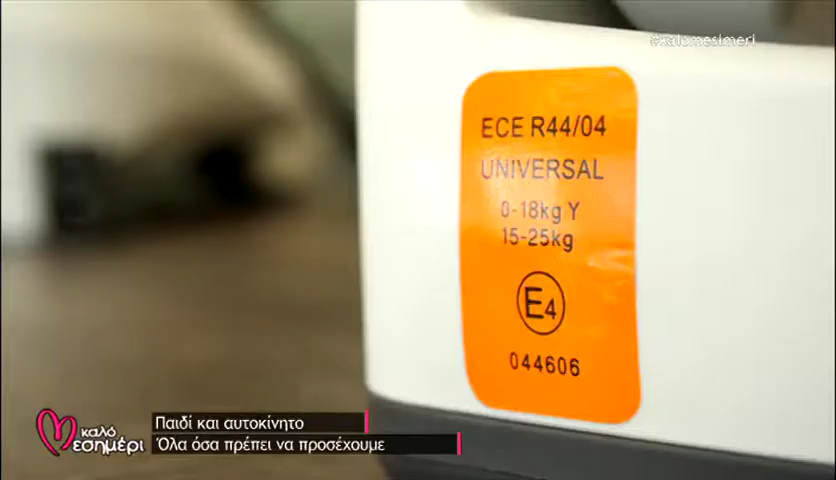 #kalomesimeri
ECE R44/04
UNIVERSAL
0-18kg Y
15-25kg
E4
044606
καλό
μεσημέρι
Παιδί και αυτοκίνητο
Όλα όσα πρέπει να προσέχουμε